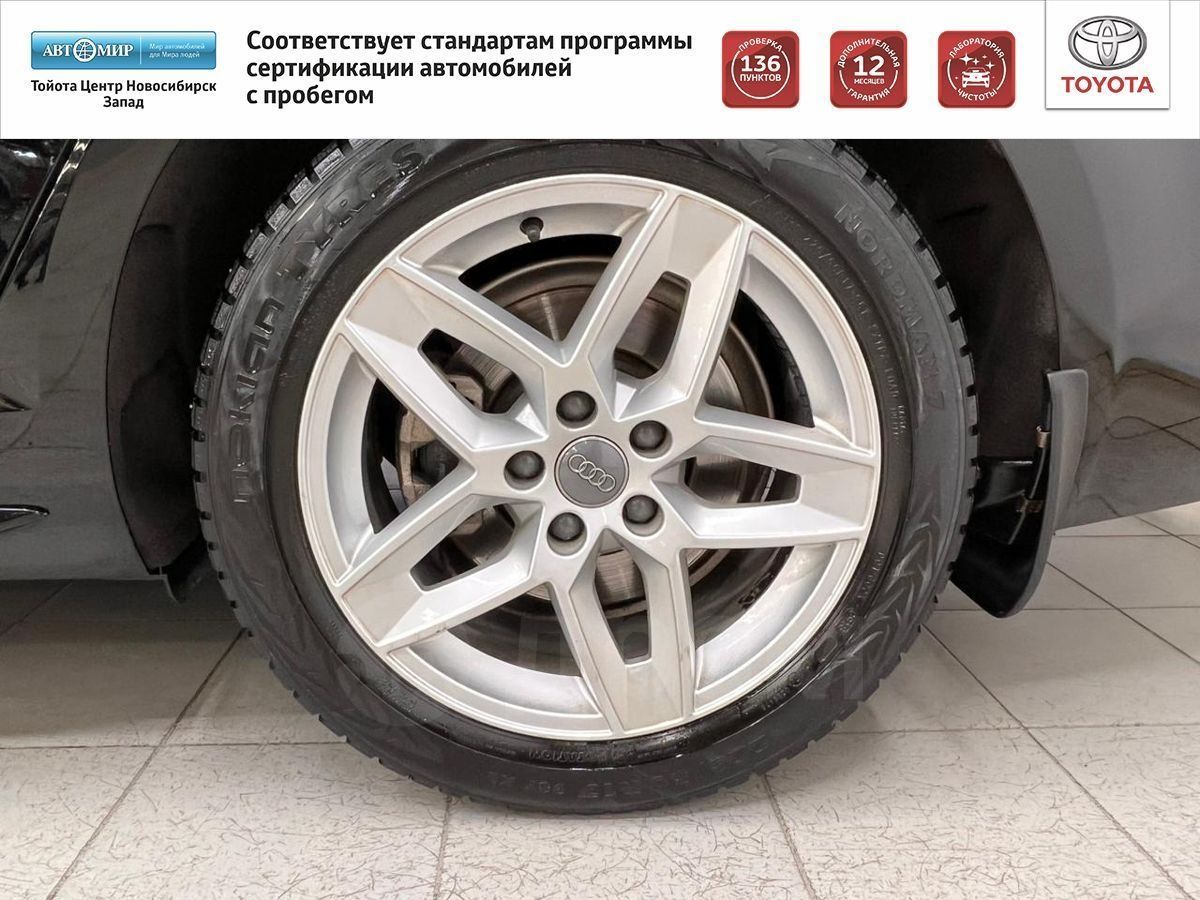 АВТОМИР
Мир автомобилей
для Мира людей
Тойота Центр Новосибирск
Запад
Соответствует стандартам программы
сертификации автомобилей
с пробегом
ПРОВЕРКА
136
ПУНКТОВ
ДОПОЛНИТЕЛЬНАЯ
12
МЕСЯЦЕВ
ГАРАНТИЯ
ЛАБОРАТОРИЯ
ЧИСТОТЫ
TOYOTA
nokian TYRES
NORDMAN 7
R17